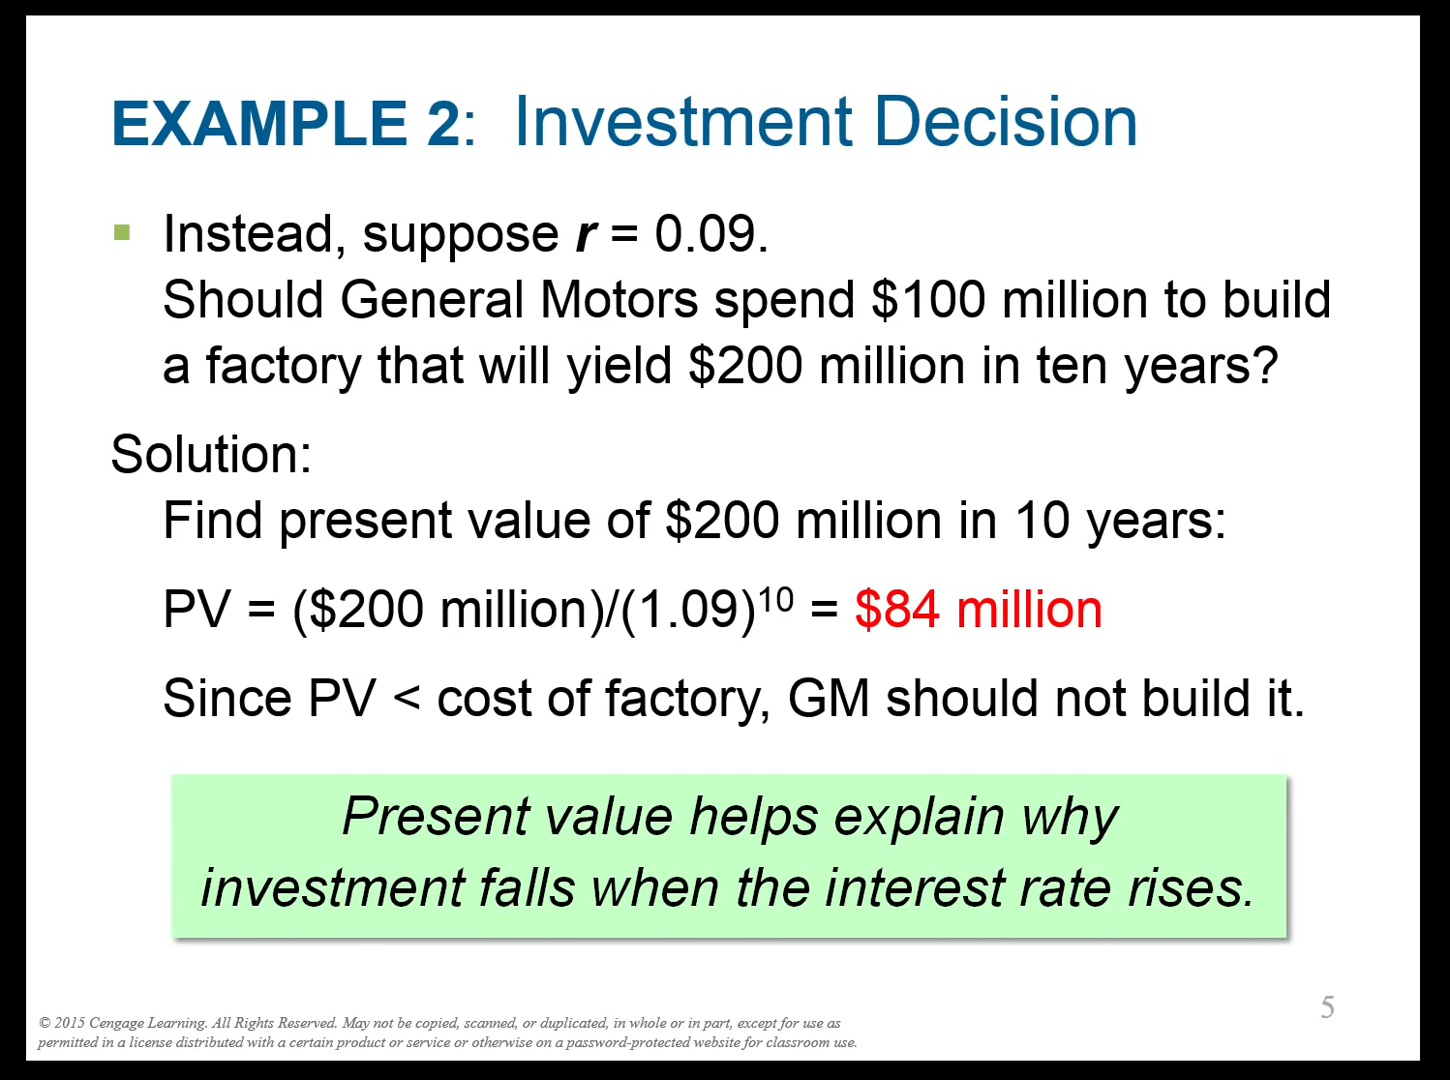 EXAMPLE 2: Investment Decision
▪ Instead, suppose r = 0.09.
Should General Motors spend $100 million to build
a factory that will yield $200 million in ten years?
Solution:
Find present value of $200 million in 10 years:
PV = ($200 million)/(1.09)¹⁰ = $84 million
Since PV < cost of factory, GM should not build it.
Present value helps explain why
investment falls when the interest rate rises.
5
© 2015 Cengage Learning. All Rights Reserved. May not be copied, scanned, or duplicated, in whole or in part, except for use as
permitted in a license distributed with a certain product or service or otherwise on a password-protected website for classroom use.